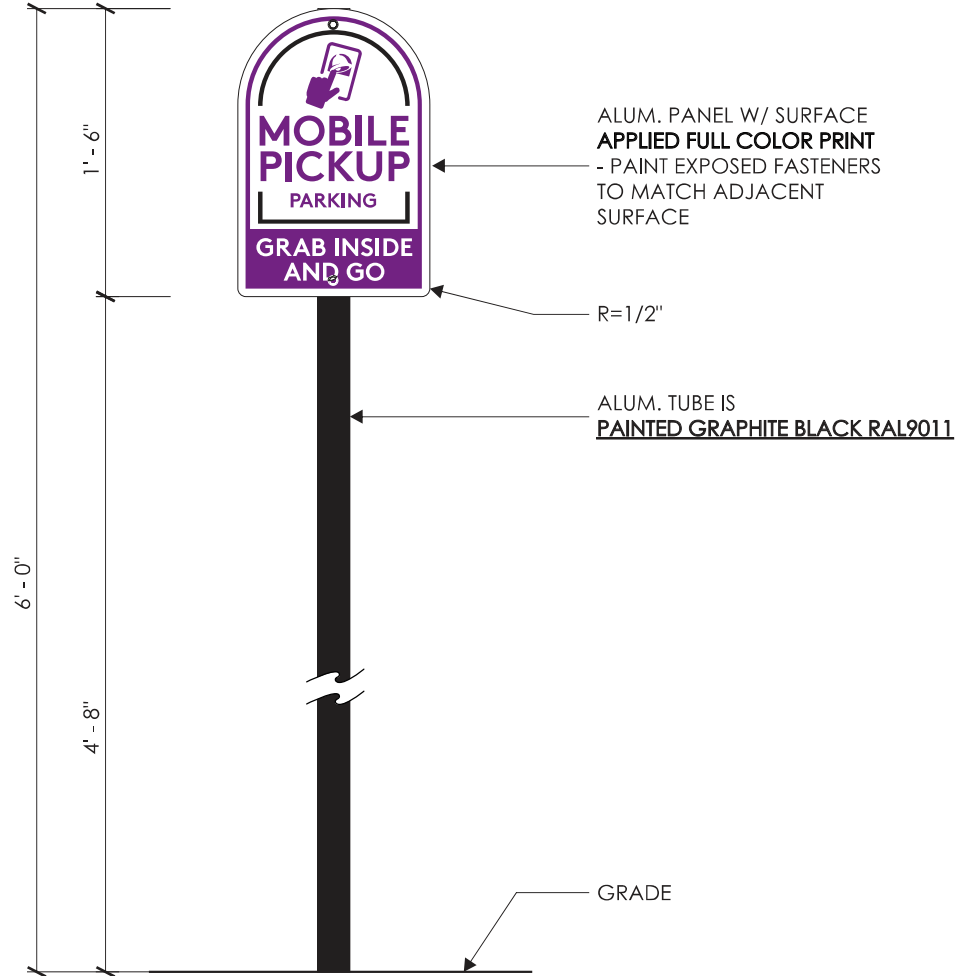 MOBILE
PICKUP
PARKING
GRAB INSIDE
AND GO
1' - 6"
6' - 0"
4' - 8"
ALUM. PANEL W/ SURFACE
APPLIED FULL COLOR PRINT
- PAINT EXPOSED FASTENERS
TO MATCH ADJACENT
SURFACE
R=1/2"
ALUM. TUBE IS
PAINTED GRAPHITE BLACK RAL9011
GRADE